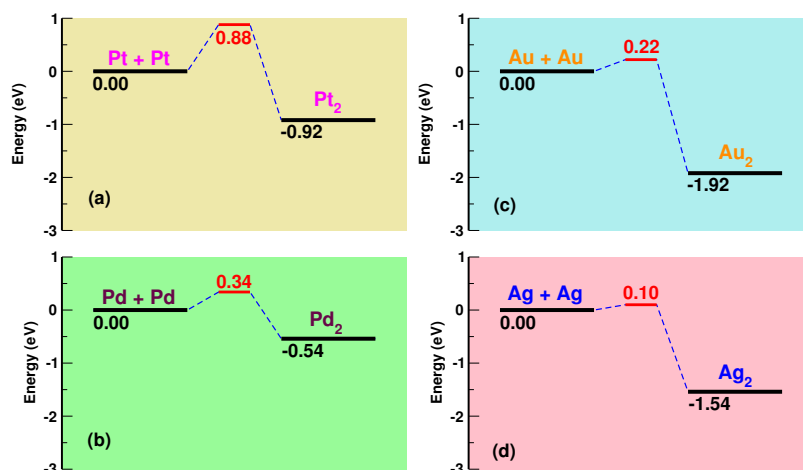 Energy (eV)
1
0
-1
-2
-3
Pt + Pt
0.00
0.88
Pt2
-0.92
(a)
Energy (eV)
1
0
-1
-2
-3
Au + Au
0.00
0.22
Au2
-1.92
(c)
Energy (eV)
1
0
-1
-2
-3
Pd + Pd
0.00
0.34
Pd2
-0.54
(b)
Energy (eV)
1
0
-1
-2
-3
Ag + Ag
0.00
0.10
Ag2
-1.54
(d)